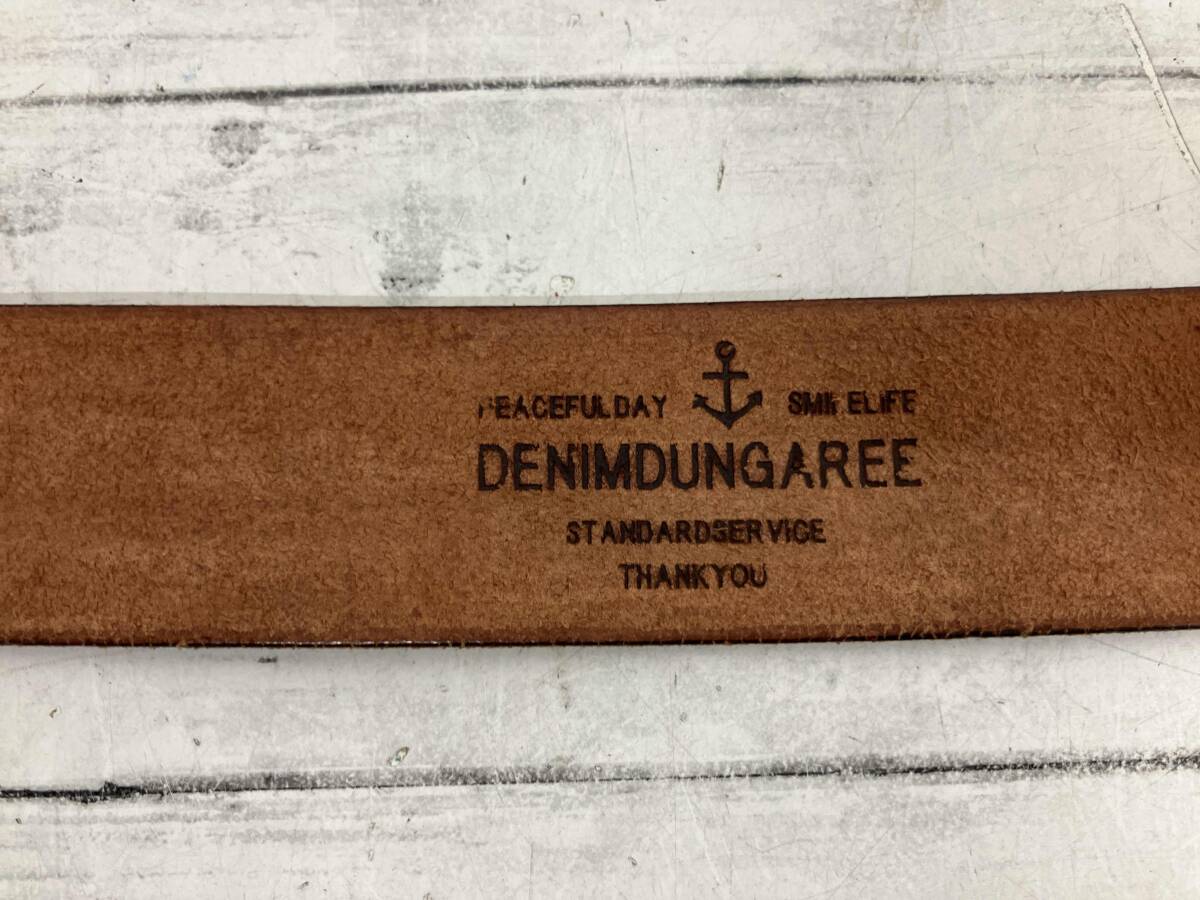 PEACEFULDAY SMILELIFE
DENIMDUNGAREE
STANDARDSERVICE
THANKYOU